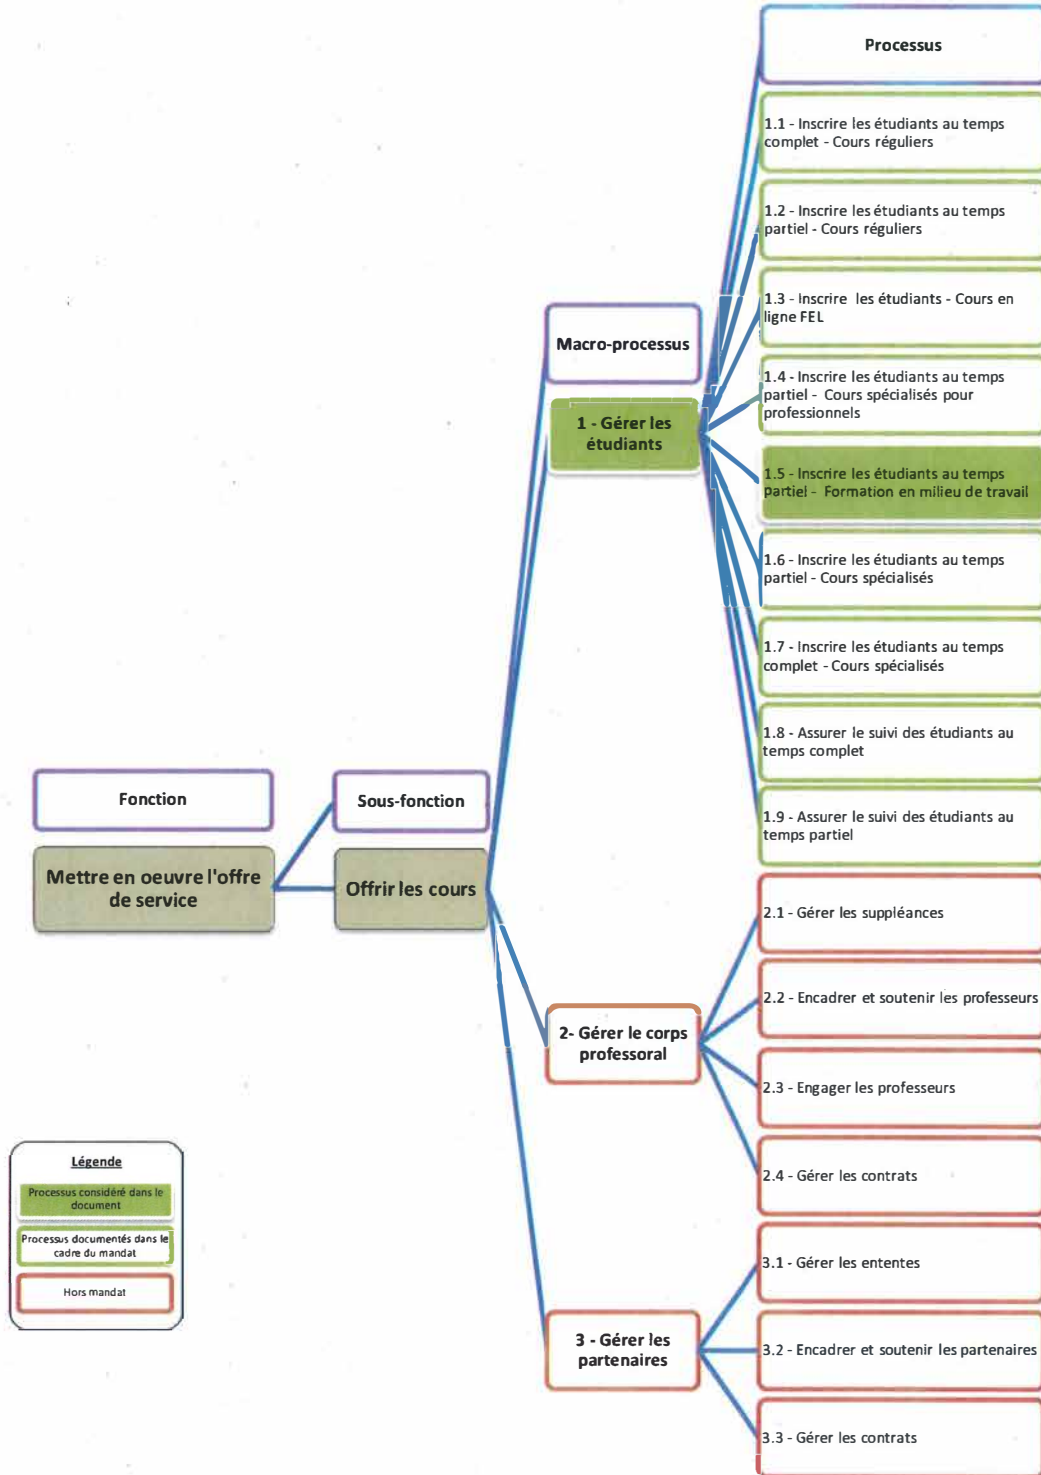 Processus
1.1 - Inscrire les étudiants au temps
complet - Cours réguliers
1.2 - Inscrire les étudiants au temps
partiel - Cours réguliers
1.3 - Inscrire les étudiants - Cours en
ligne FEL
Macro-processus
1.4 - Inscrire les étudiants au temps
partiel - Cours spécialisés pour
professionnels
1 - Gérer les
étudiants
1.5 - Inscrire les étudiants au temps
partiel - Formation en milieu de travail
1.6 - Inscrire les étudiants au temps
partiel - Cours spécialisés
1.7 - Inscrire les étudiants au temps
complet - Cours spécialisés
1.8 - Assurer le suivi des étudiants au
temps complet
1.9 - Assurer le suivi des étudiants au
temps partiel
Fonction
Sous-fonction
Mettre en oeuvre l'offre
de service
Offrir les cours
2.1 - Gérer les suppléances
2.2 - Encadrer et soutenir les professeurs
2- Gérer le corps
professoral
2.3 - Engager les professeurs
2.4 - Gérer les contrats
Légende
Processus considéré dans le
document
Processus documentés dans le
cadre du mandat
Hors mandat
3.1 - Gérer les ententes
3 - Gérer les
partenaires
3.2 - Encadrer et soutenir les partenaires
3.3 - Gérer les contrats